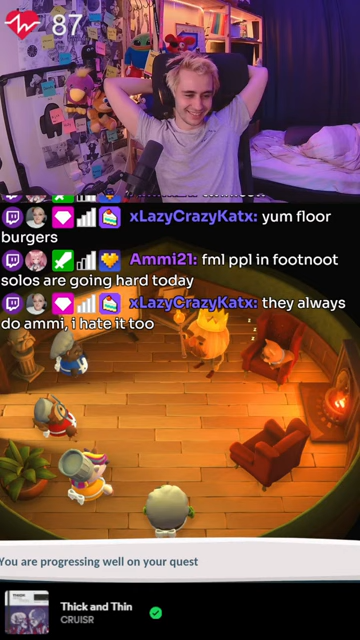 87
xLazyCrazyKatx: yum floor
burgers
Ammi21: fml ppl in footnoot
solos are going hard today
xLazyCrazyKatx: they always
do ammi, i hate it too
z z z
You are progressing well on your quest
Thick and Thin
CRUISR